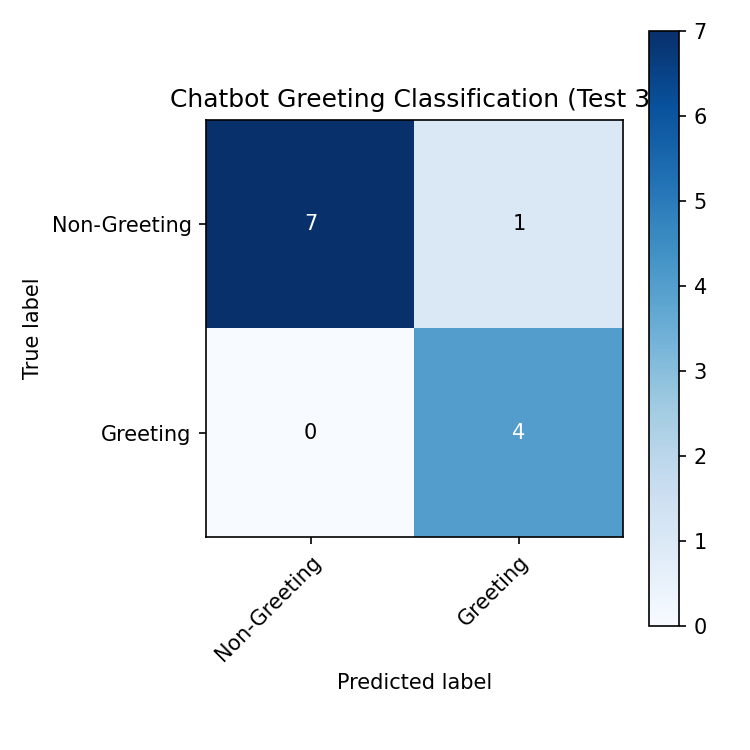 Chatbot Greeting Classification (Test 3
7
6
5
4
3
2
1
0
True label
Non-Greeting
7
1
Greeting
0
4
Non-Greeting
Greeting
Predicted label